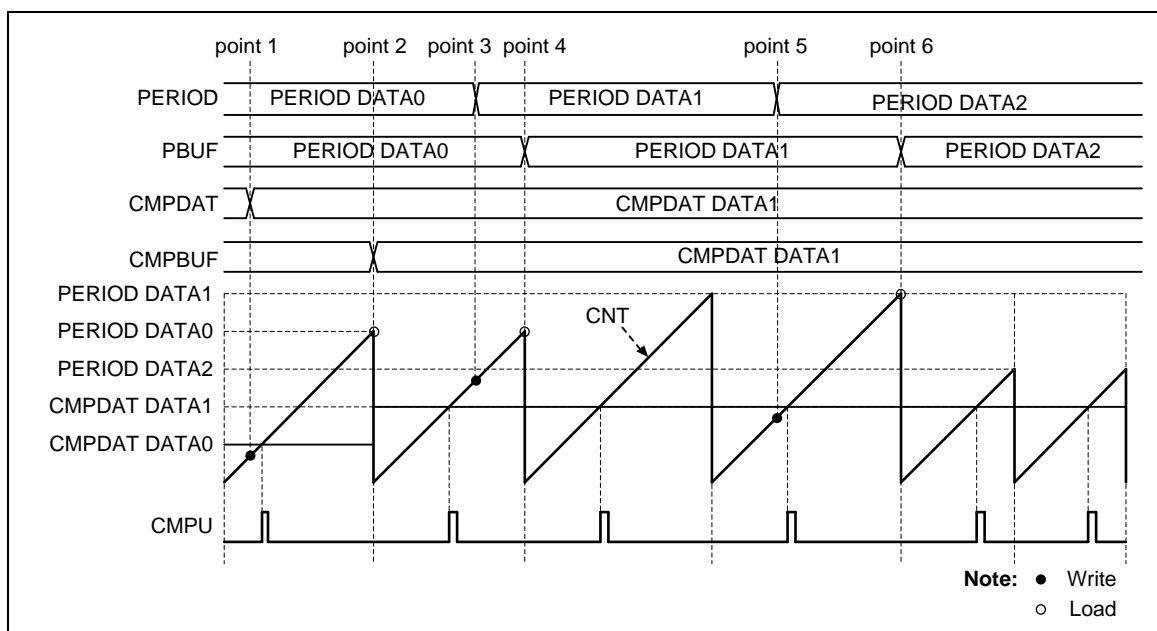 point 1 point 2 point 3 point 4 point 5 point 6
PERIOD PERIOD DATA0 PERIOD DATA1 PERIOD DATA2
PBUF PERIOD DATA0 PERIOD DATA1 PERIOD DATA2
CMPDAT CMPDAT DATA1
CMPBUF CMPDAT DATA1
PERIOD DATA1
PERIOD DATA0
CNT
PERIOD DATA2
CMPDAT DATA1
CMPDAT DATA0
CMPU
Note: ● Write
○ Load